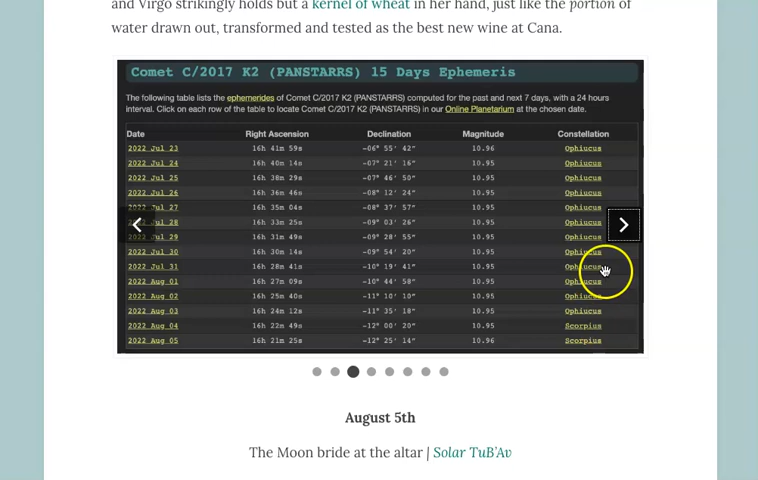 and Virgo strikingly holds but a kernel of wheat in her hand, just like the portion of
water drawn out, transformed and tested as the best new wine at Cana.
Comet C/2017 K2 (PANSTARRS) 15 Days Ephemeris
The following table lists the ephemerides of Comet C/2017 K2 (PANSTARRS) computed for the past and next 7 days, with a 24 hours
interval. Click on each row of the table to locate Comet C/2017 K2 (PANSTARRS) in our Online Planetarium at the chosen date.
Date Right Ascension Declination Magnitude Constellation
2022 Jul 23 16h 41m 59s -06° 55' 42" 10.96 Ophiucus
2022 Jul 24 16h 40m 14s -07° 21' 16" 10.95 Ophiucus
2022 Jul 25 16h 38m 29s -07° 46' 50" 10.95 Ophiucus
2022 Jul 26 16h 36m 46s -08° 12' 24" 10.95 Ophiucus
2022 Jul 27 16h 35m 04s -08° 37' 57" 10.95 Ophiucus
2022 Jul 28 16h 33m 25s -09° 03' 26" 10.95 Ophiucus
2022 Jul 29 16h 31m 49s -09° 28' 55" 10.95 Ophiucus
2022 Jul 30 16h 30m 14s -09° 54' 20" 10.95 Ophiucus
2022 Jul 31 16h 28m 41s -10° 19' 41" 10.95 Ophiucus
2022 Aug 01 16h 27m 09s -10° 44' 58" 10.95 Ophiucus
2022 Aug 02 16h 25m 40s -11° 10' 10" 10.95 Ophiucus
2022 Aug 03 16h 24m 12s -11° 35' 18" 10.95 Ophiucus
2022 Aug 04 16h 22m 49s -12° 00' 20" 10.95 Scorpius
2022 Aug 05 16h 21m 25s -12° 25' 14" 10.96 Scorpius
August 5th
The Moon bride at the altar | Solar TuB'Av